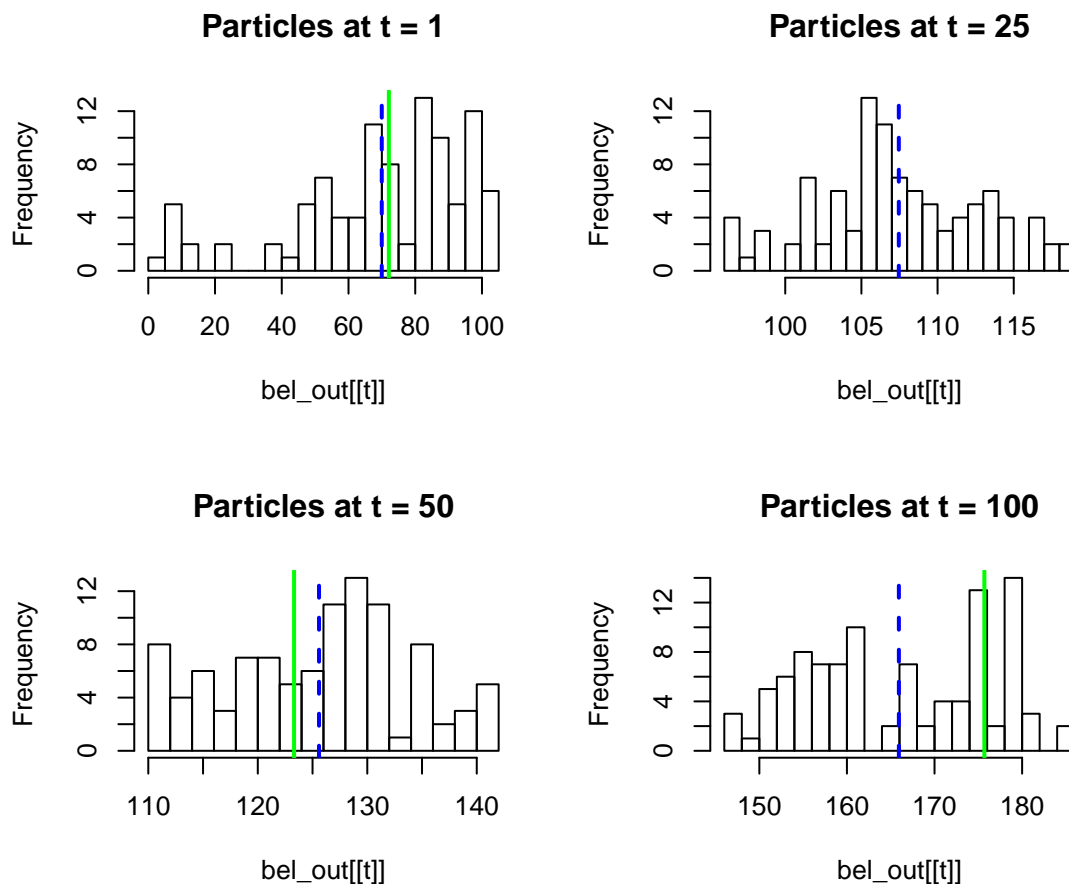 Particles at t = 1
Frequency
0 4 8 12
0 20 40 60 80 100
bel_out[[t]]
Particles at t = 25
Frequency
0 4 8 12
100 105 110 115
bel_out[[t]]
Particles at t = 50
Frequency
0 4 8 12
110 120 130 140
bel_out[[t]]
Particles at t = 100
Frequency
0 4 8 12
150 160 170 180
bel_out[[t]]